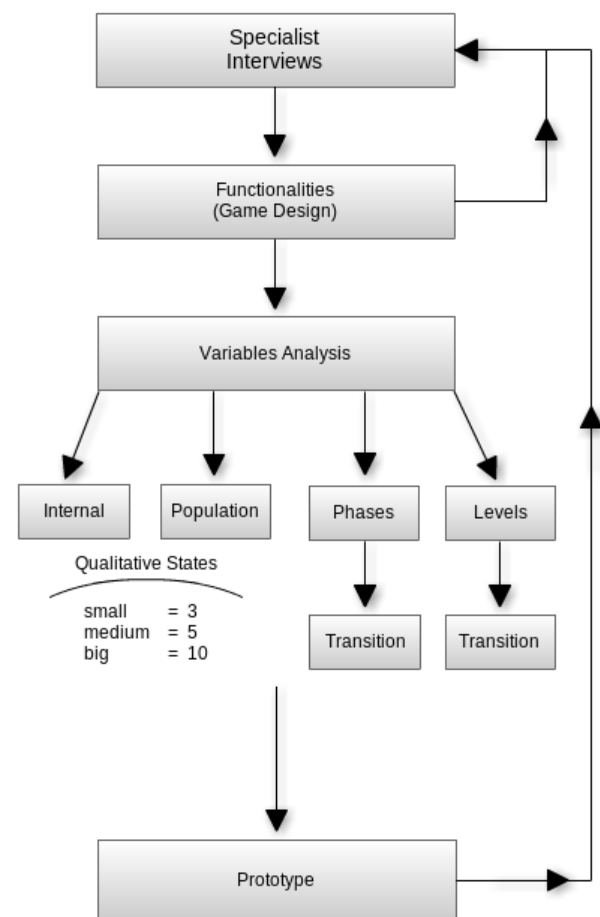 Specialist
Interviews
Functionalities
(Game Design)
Variables Analysis
Internal
Population
Phases
Levels
Qualitative States
small = 3
medium = 5
big = 10
Transition
Transition
Prototype